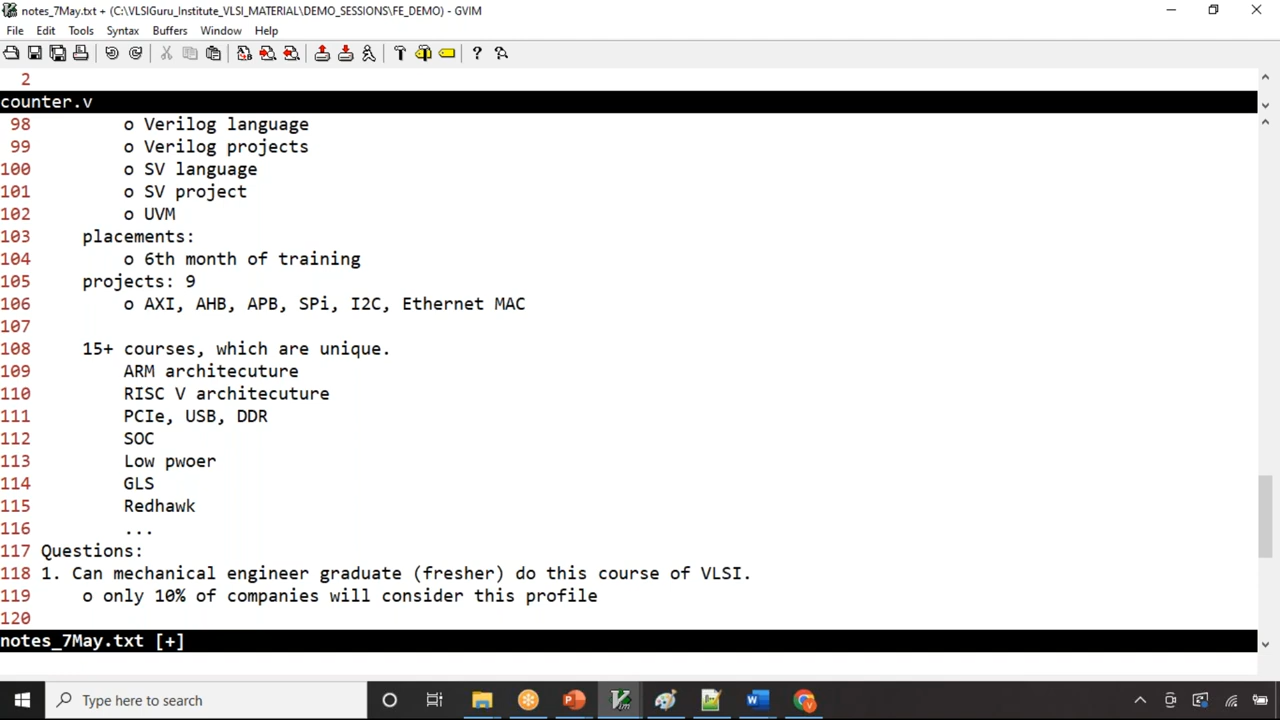 notes_7May.txt + (C:\VLSIGuru_Institute_VLSI_MATERIAL\DEMO_SESSIONS\FE_DEMO) - GVIM
File Edit Tools Syntax Buffers Window Help
2
counter.v
98 o Verilog language
99 o Verilog projects
100 o SV language
101 o SV project
102 o UVM
103 placements:
104 o 6th month of training
105 projects: 9
106 o AXI, AHB, APB, SPi, I2C, Ethernet MAC
107
108 15+ courses, which are unique.
109 ARM architecuture
110 RISC V architecuture
111 PCIe, USB, DDR
112 SOC
113 Low pwoer
114 GLS
115 Redhawk
116 ...
117 Questions:
118 1. Can mechanical engineer graduate (fresher) do this course of VLSI.
119 o only 10% of companies will consider this profile
120
notes_7May.txt [+]
Type here to search